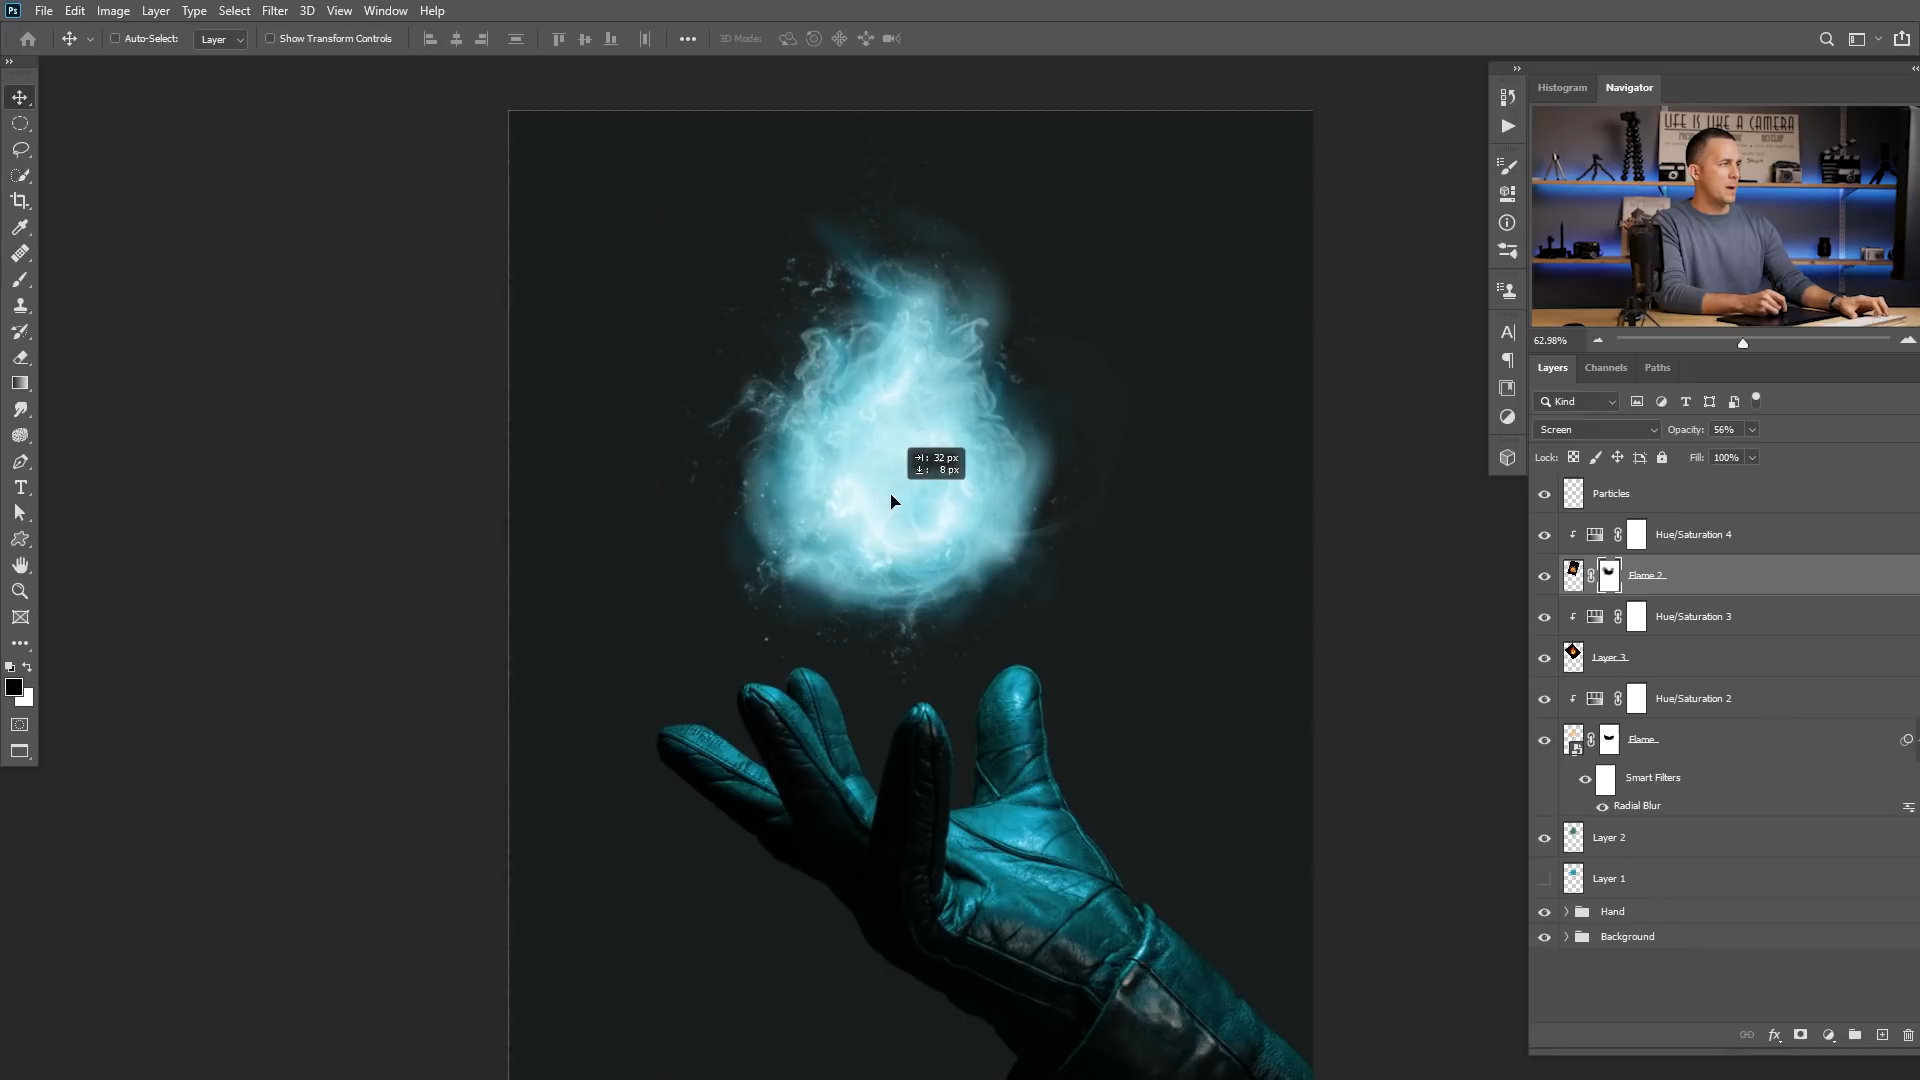 Ps File Edit Image Layer Type Select Filter 3D View Window Help
Auto-Select: Layer Show Transform Controls 3D Mode:
Histogram Navigator
LIFE IS LIKE A CAMERA
62.98%
Layers Channels Paths
Kind
Screen Opacity: 56%
Lock: Fill: 100%
Particles
Hue/Saturation 4
Flame 2
Hue/Saturation 3
Layer 3
Hue/Saturation 2
Flame
Smart Filters
Radial Blur
Layer 2
Layer 1
Hand
Background
fx
32 px
8 px